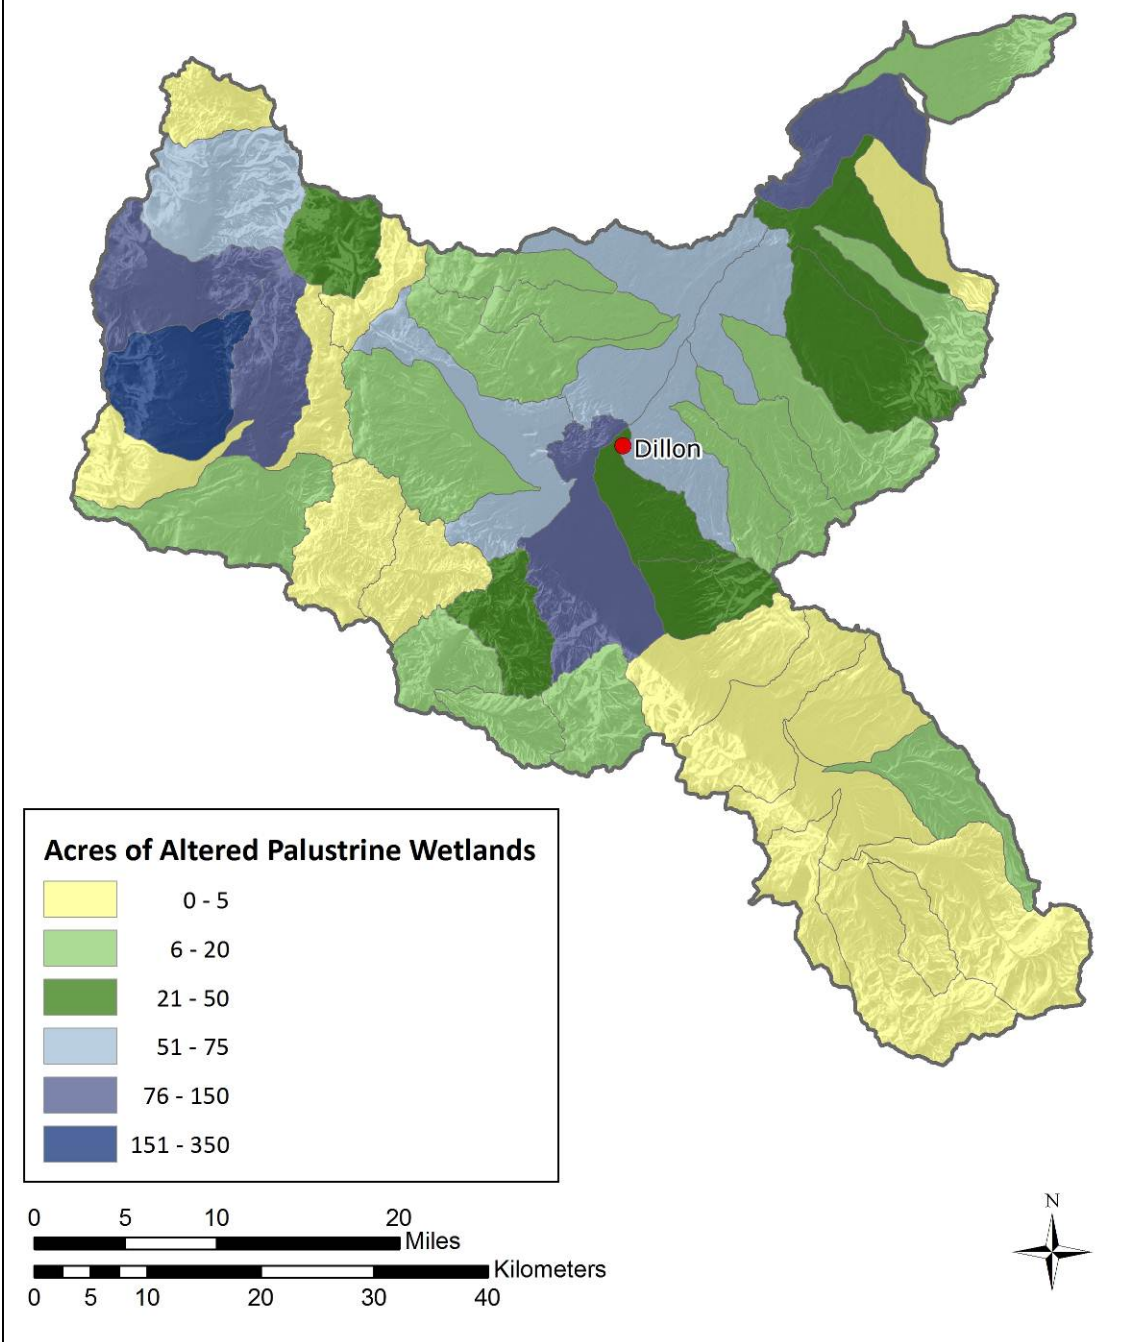 Dillon
Acres of Altered Palustrine Wetlands
0 - 5
6 - 20
21 - 50
51 - 75
76 - 150
151 - 350
0 5 10 20
Miles
Kilometers
0 5 10 20 30 40
N